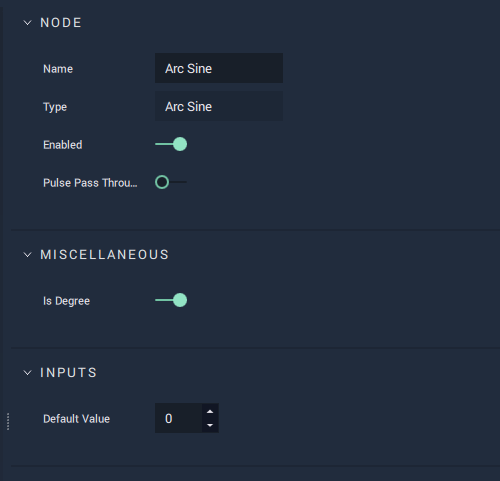 NODE
Name Arc Sine
Type Arc Sine
Enabled
Pulse Pass Throu...
MISCELLANEOUS
Is Degree
INPUTS
Default Value 0